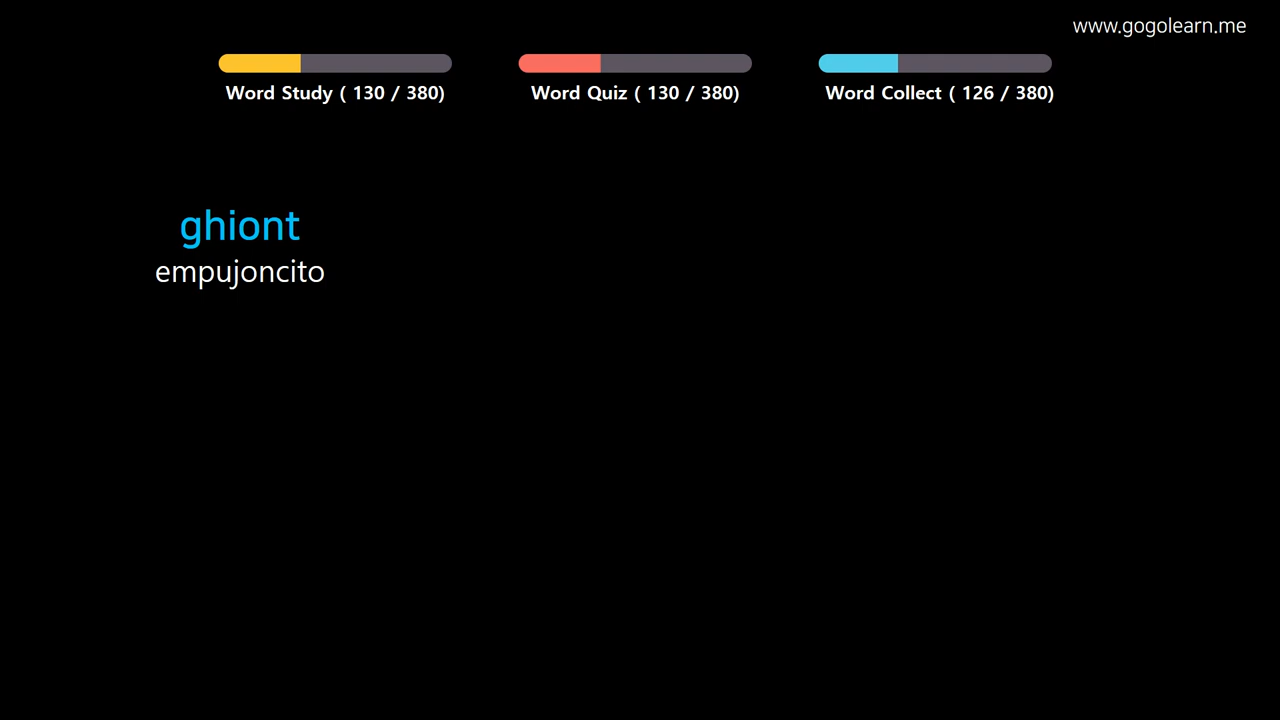 www.gogolearn.me
Word Study ( 130 / 380)
Word Quiz ( 130 / 380)
Word Collect ( 126 / 380)
ghiont
empujoncito